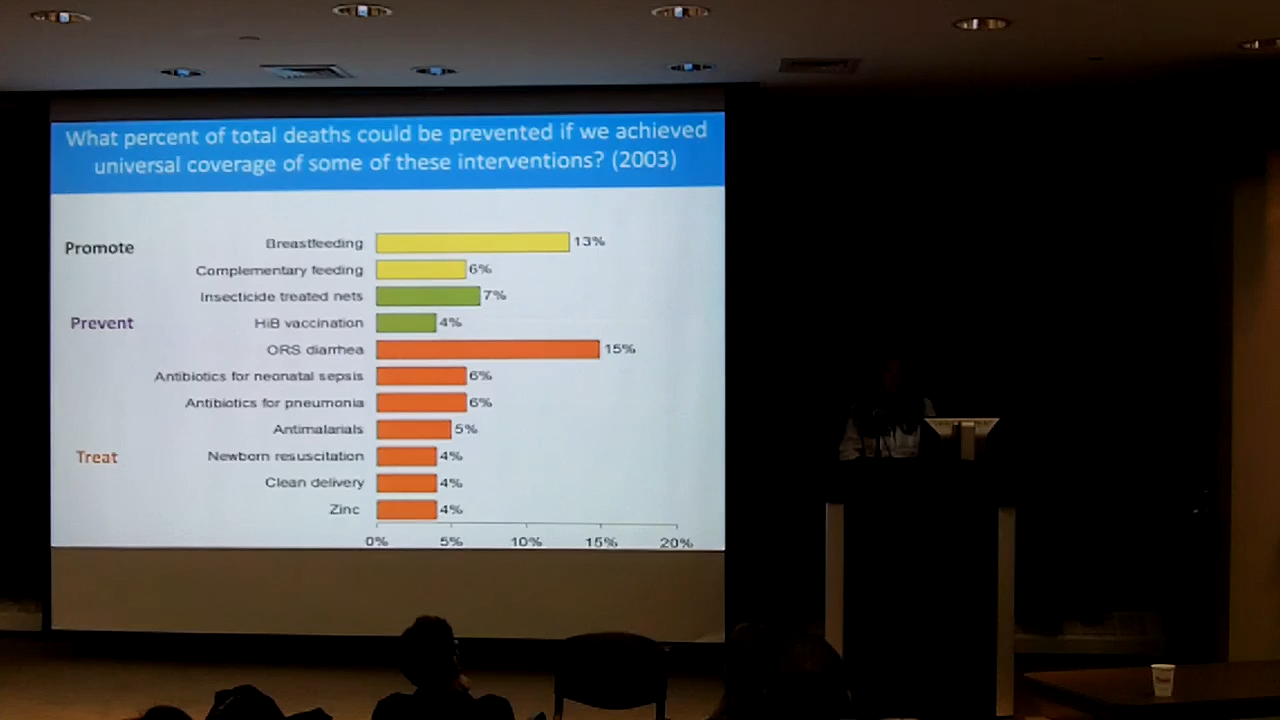 What percent of total deaths could be prevented if we achieved
universal coverage of some of these interventions? (2003)
Promote
Breastfeeding 13%
Complementary feeding 6%
Insecticide treated nets 7%
Prevent
HiB vaccination 4%
ORS diarrhea 15%
Antibiotics for neonatal sepsis 6%
Antibiotics for pneumonia 6%
Antimalarials 5%
Treat
Newborn resuscitation 4%
Clean delivery 4%
Zinc 4%
0% 5% 10% 15% 20%